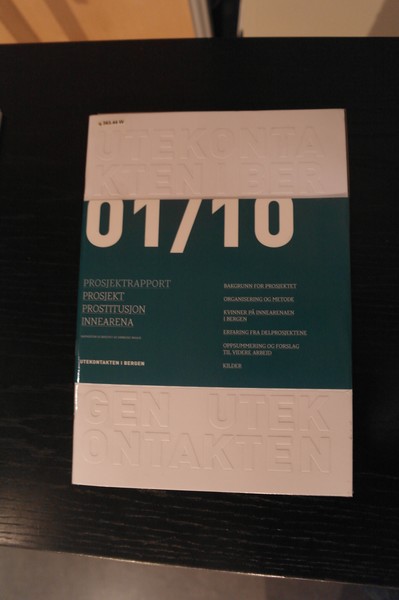 UTEKONTA
KTEN I BER
01/10
PROSJEKTRAPPORT
PROSJEKT
PROSTITUSJON
INNEARENA
UTEKONTAKTEN I BERGEN
BAKGRUNN FOR PROSJEKTET
ORGANISERING OG METODE
KVINNER PÅ INNEARENAEN
I BERGEN
ERFARING FRA DELPROSJEKTENE
OPPSUMMERING OG FORSLAG
TIL VIDERE ARBEID
KILDER
GEN UTEK
ONTAKTEN